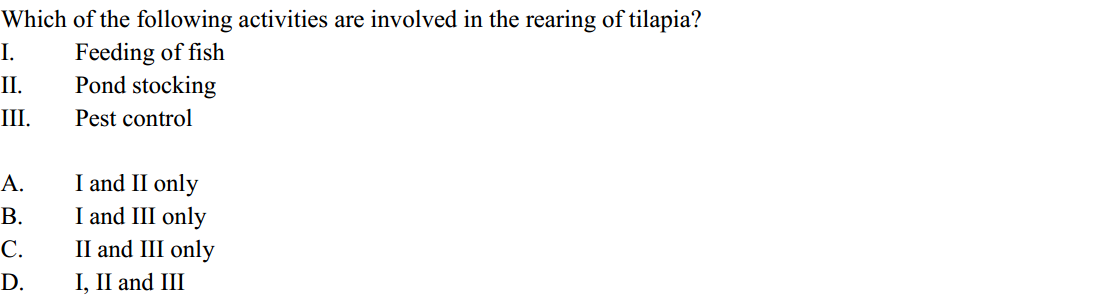 Which of the following activities are involved in the rearing of tilapia?
I. Feeding of fish
II. Pond stocking
III. Pest control
A. I and II only
B. I and III only
C. II and III only
D. I, II and III